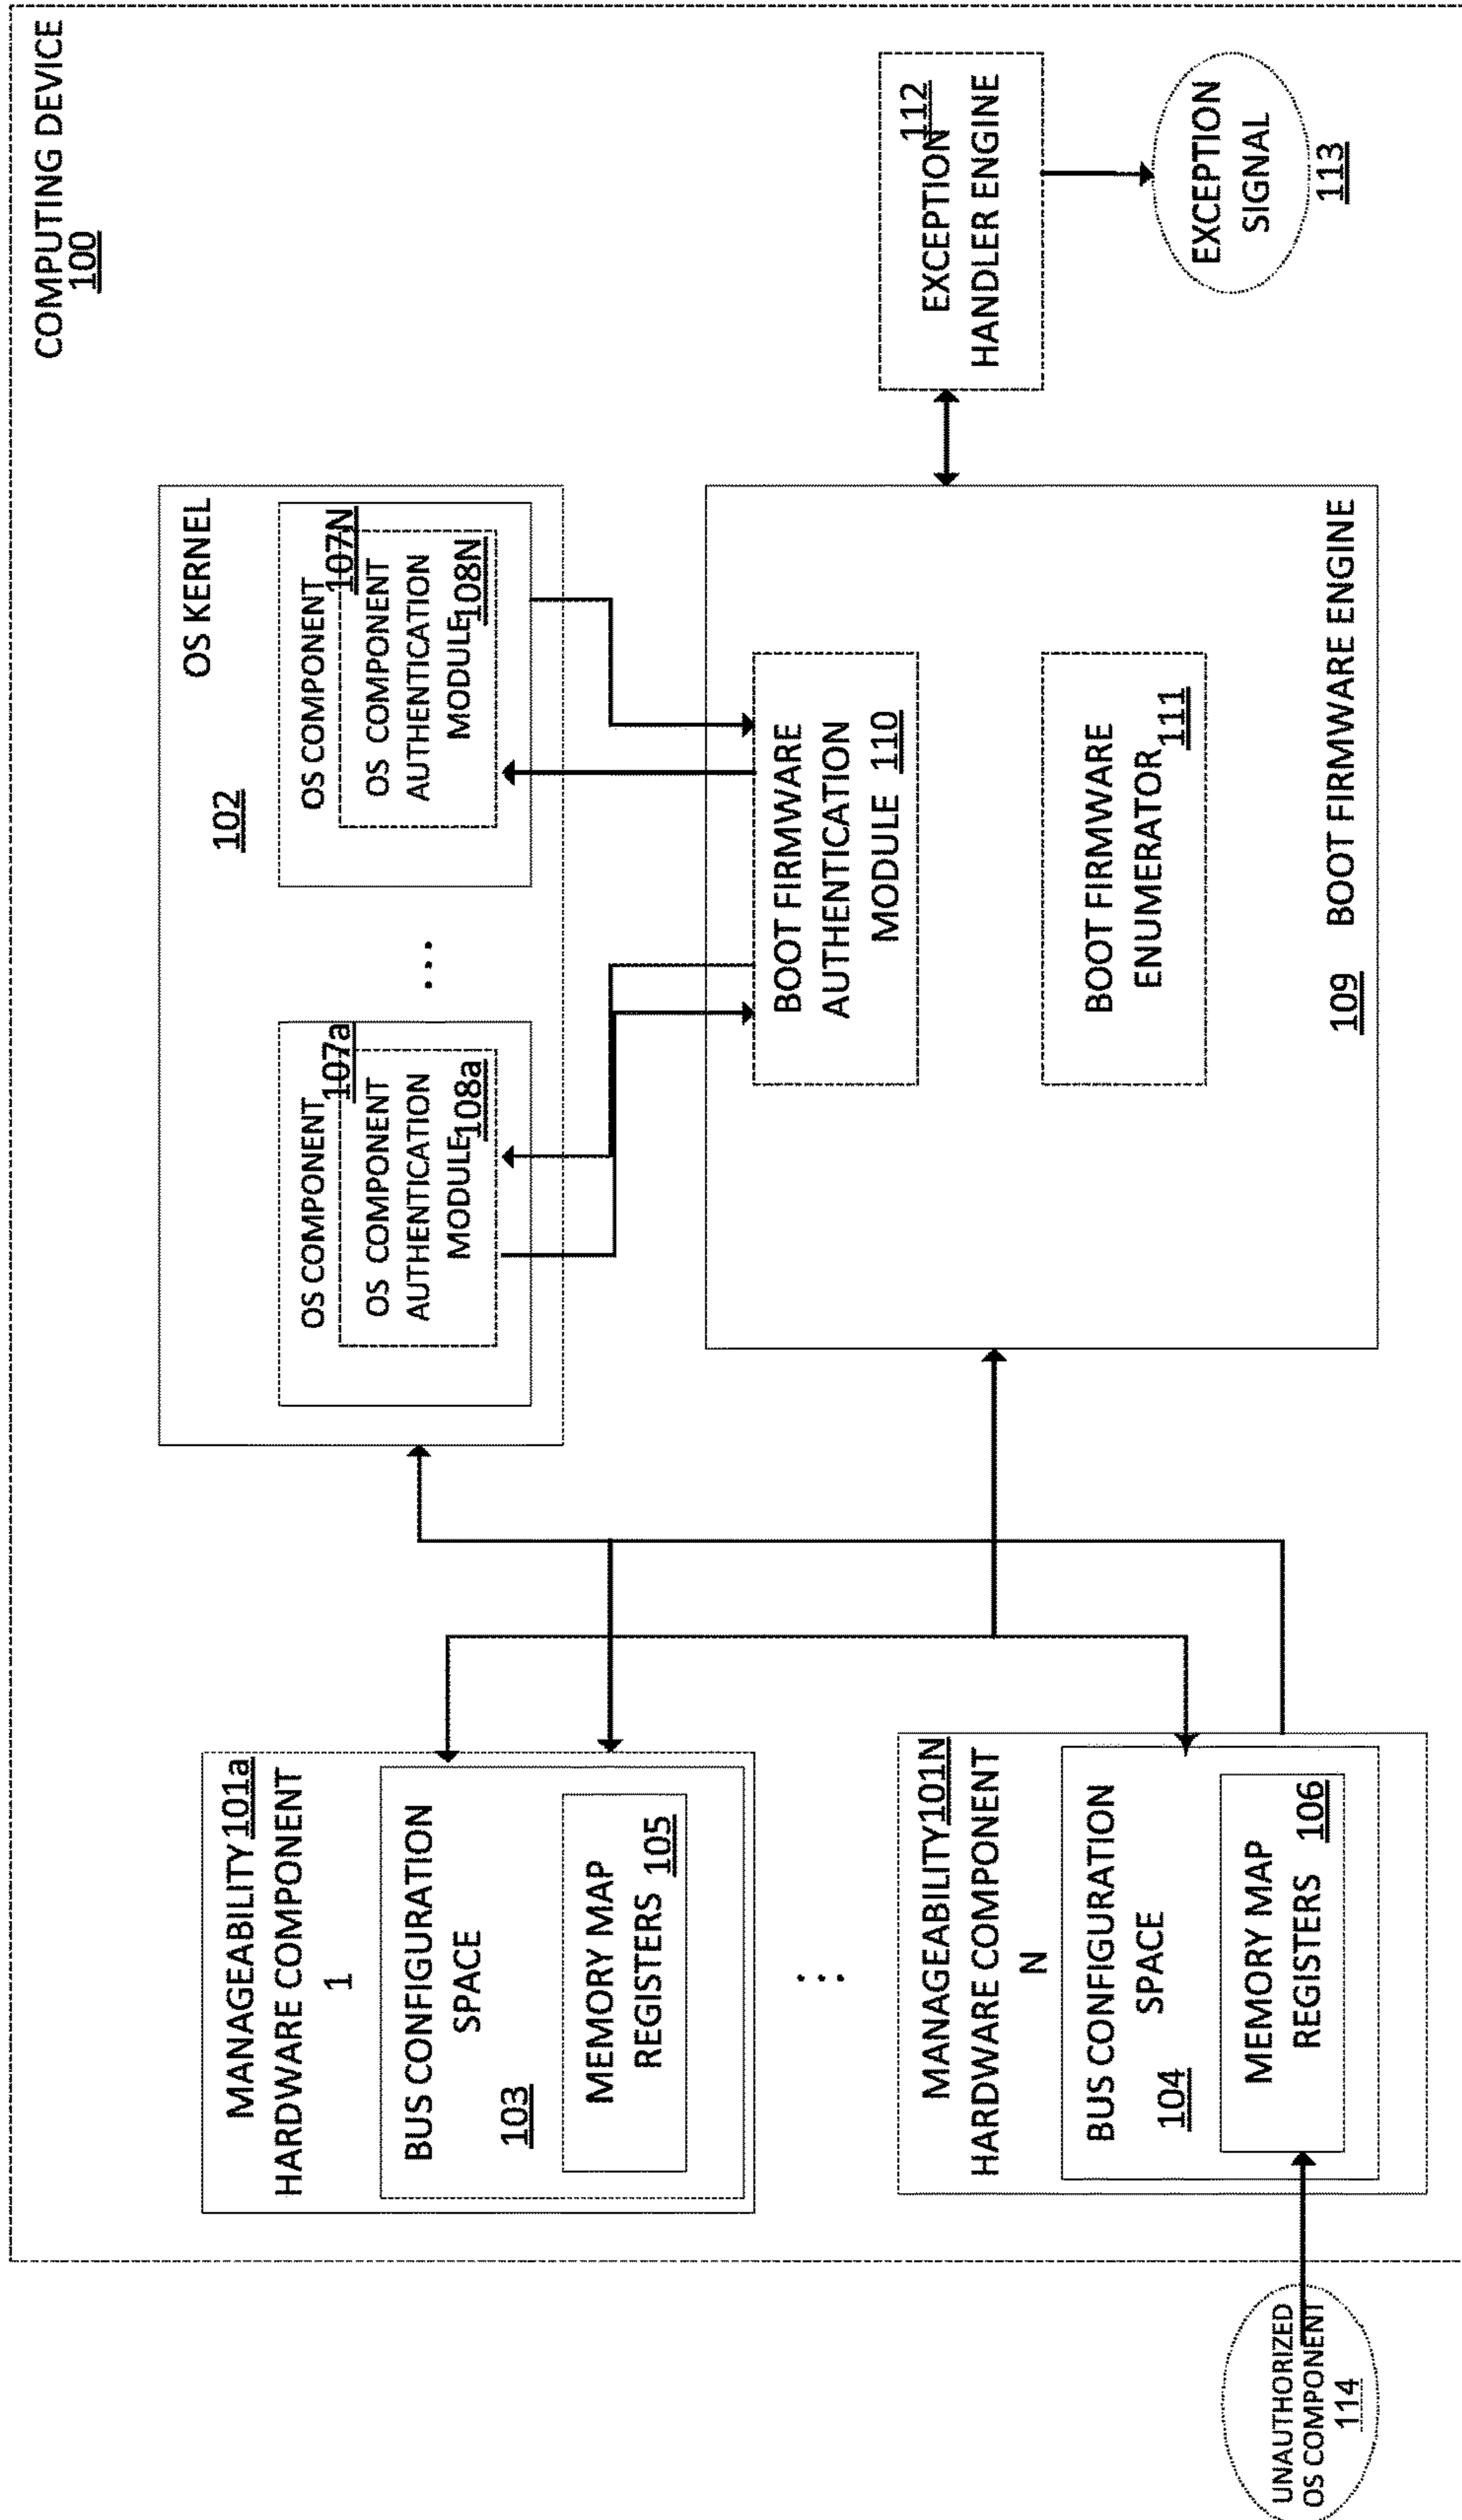 COMPUTING DEVICE
100
MANAGEABILITY 101a
HARDWARE COMPONENT
1
BUS CONFIGURATION
SPACE
103
MEMORY MAP
REGISTERS 105
...
MANAGEABILITY 101N
HARDWARE COMPONENT
N
BUS CONFIGURATION
SPACE
104
MEMORY MAP
REGISTERS 106
UNAUTHORIZED
OS COMPONENT
114
OS KERNEL
102
OS COMPONENT
107a
OS COMPONENT
AUTHENTICATION
MODULE 108a
...
OS COMPONENT
107N
OS COMPONENT
AUTHENTICATION
MODULE 108N
BOOT FIRMWARE
AUTHENTICATION
MODULE 110
BOOT FIRMWARE
ENUMERATOR 111
109 BOOT FIRMWARE ENGINE
112
EXCEPTION
HANDLER ENGINE
EXCEPTION
SIGNAL
113